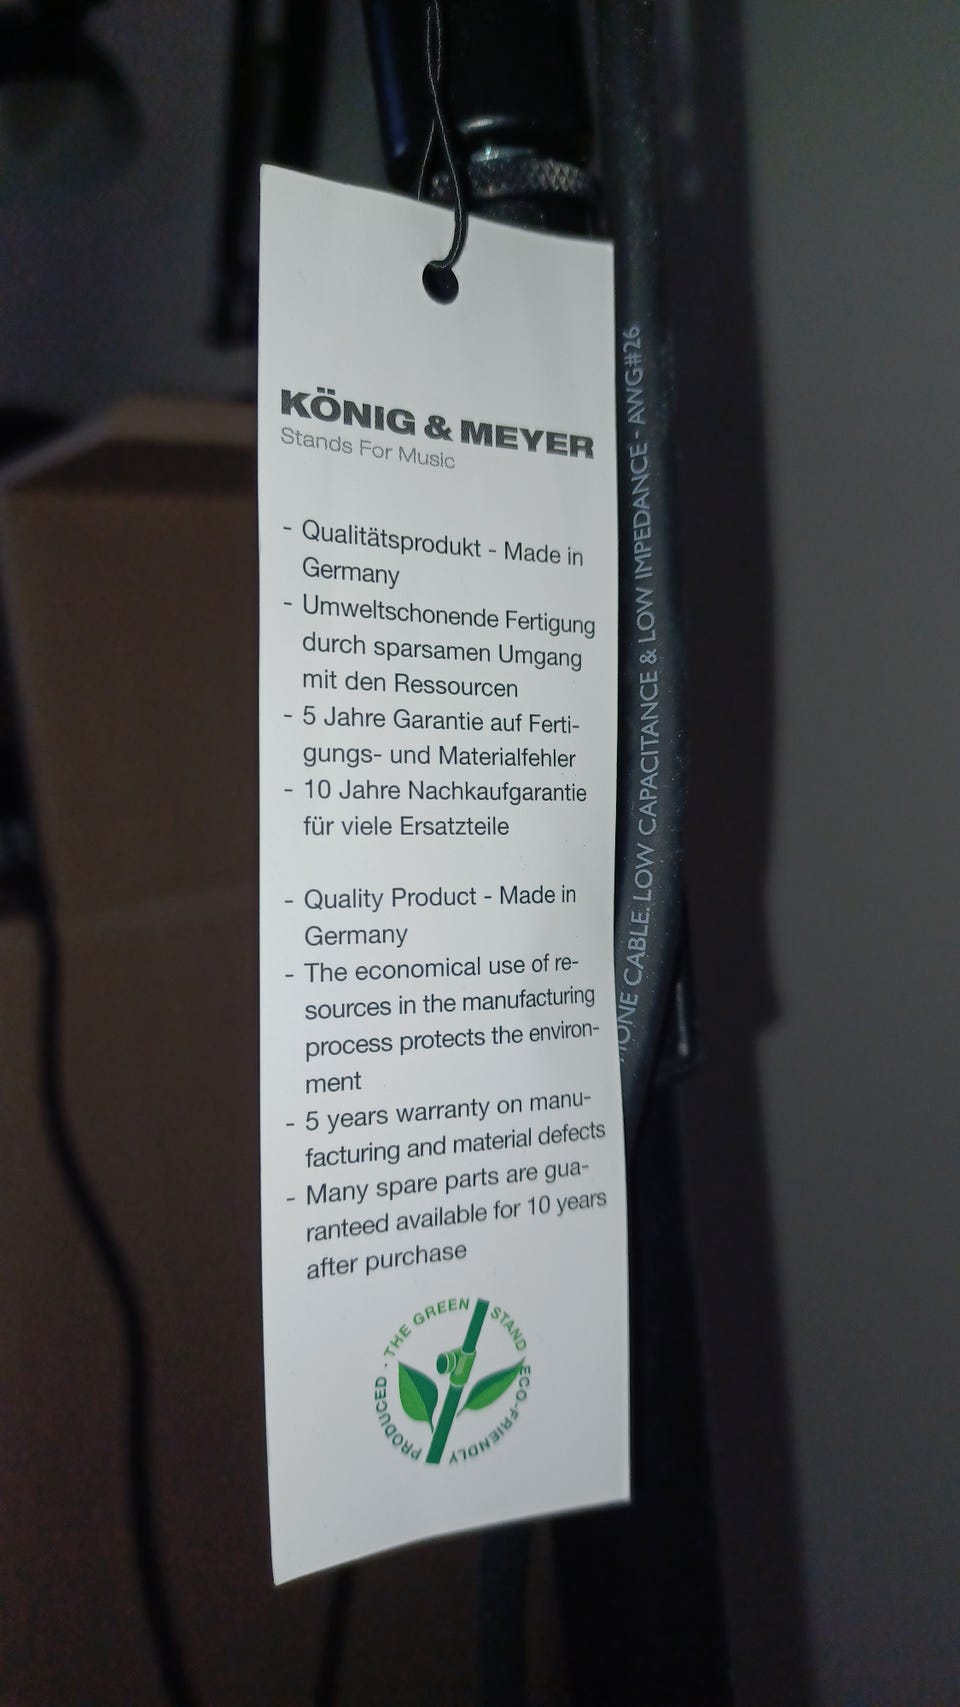 KÖNIG & MEYER
Stands For Music
- Qualitätsprodukt - Made in
Germany
- Umweltschonende Fertigung
durch sparsamen Umgang
mit den Ressourcen
- 5 Jahre Garantie auf Ferti-
gungs- und Materialfehler
- 10 Jahre Nachkaufgarantie
für viele Ersatzteile
- Quality Product - Made in
Germany
- The economical use of re-
sources in the manufacturing
process protects the environ-
ment
- 5 years warranty on manu-
facturing and material defects
- Many spare parts are gua-
ranteed available for 10 years
after purchase
THE GREEN STAND
ECO-FRIENDLY PRODUCED ·
CABLE. LOW CAPACITANCE & LOW IMPEDANCE - AWG#26